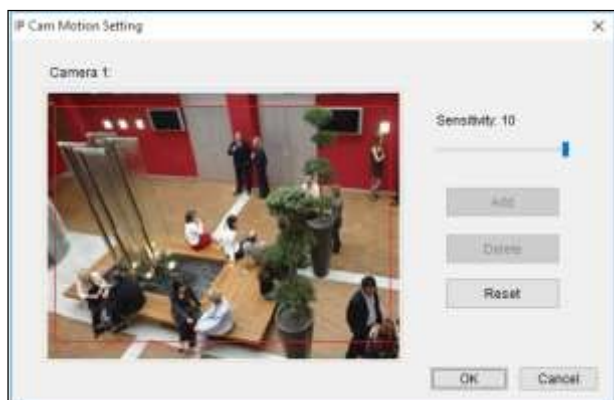 IP Cam Motion Setting
Camera 1:
Sensitivity: 10
Add
Delete
Reset
OK
Cancel